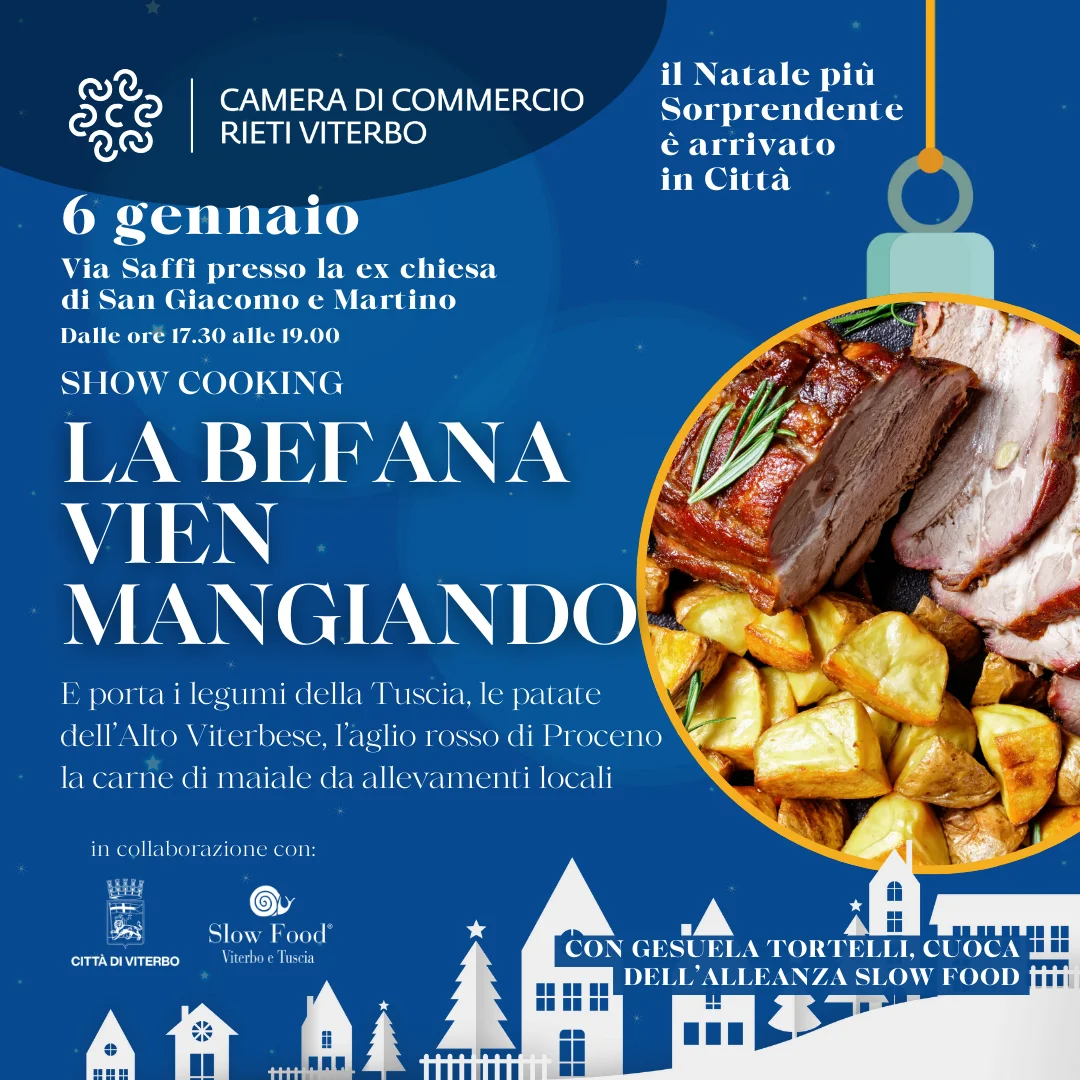 CAMERA DI COMMERCIO
RIETI VITERBO
il Natale più
Sorprendente
è arrivato
in Città
6 gennaio
Via Saffi presso la ex chiesa
di San Giacomo e Martino
Dalle ore 17.30 alle 19.00
SHOW COOKING
LA BEFANA
VIEN
MANGIANDO
E porta i legumi della Tuscia, le patate
dell'Alto Viterbese, l'aglio rosso di Proceno
la carne di maiale da allevamenti locali
in collaborazione con:
CITTÀ DI VITERBO
Slow Food®
Viterbo e Tuscia
CON GESUELA TORTELLI, CUOCA
DELL'ALLEANZA SLOW FOOD